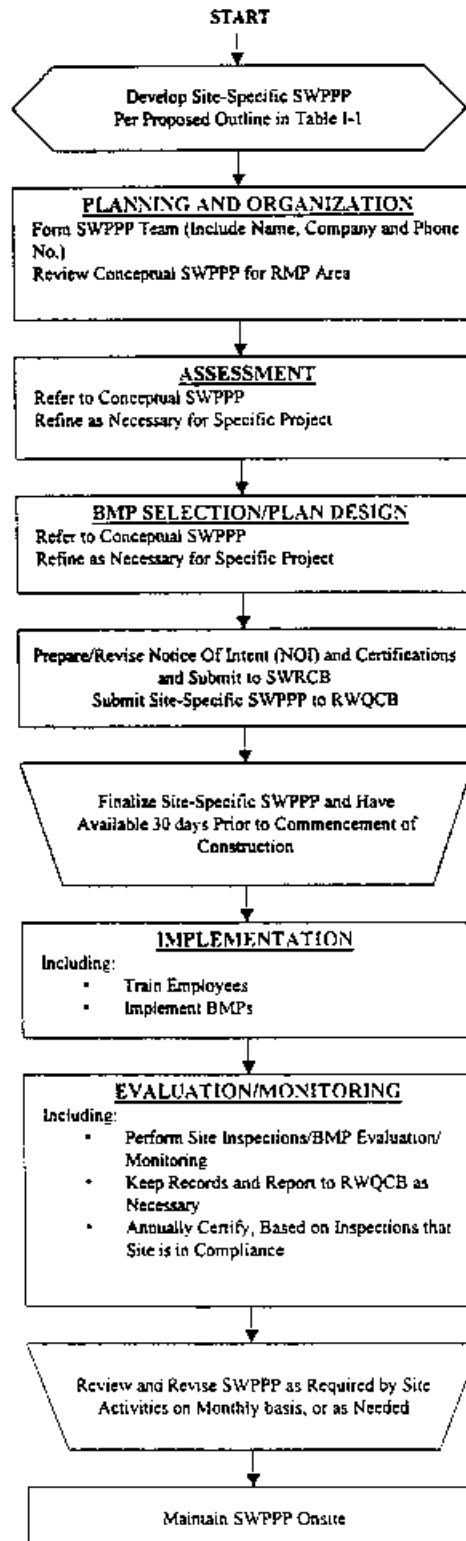 START
Develop Site-Specific SWPPP
Per Proposed Outline in Table I-1
PLANNING AND ORGANIZATION
Form SWPPP Team (Include Name, Company and Phone
No.)
Review Conceptual SWPPP for RMP Area
ASSESSMENT
Refer to Conceptual SWPPP
Refine as Necessary for Specific Project
BMP SELECTION/PLAN DESIGN
Refer to Conceptual SWPPP
Refine as Necessary for Specific Project
Prepare/Revise Notice Of Intent (NOI) and Certifications
and Submit to SWRCB
Submit Site-Specific SWPPP to RWQCB
Finalize Site-Specific SWPPP and Have
Available 30 days Prior to Commencement of
Construction
IMPLEMENTATION
Including:
• Train Employees
• Implement BMPs
EVALUATION/MONITORING
Including:
• Perform Site Inspections/BMP Evaluation/
Monitoring
• Keep Records and Report to RWQCB as
Necessary
• Annually Certify, Based on Inspections that
Site is in Compliance
Review and Revise SWPPP as Required by Site
Activities on Monthly basis, or as Needed
Maintain SWPPP Onsite